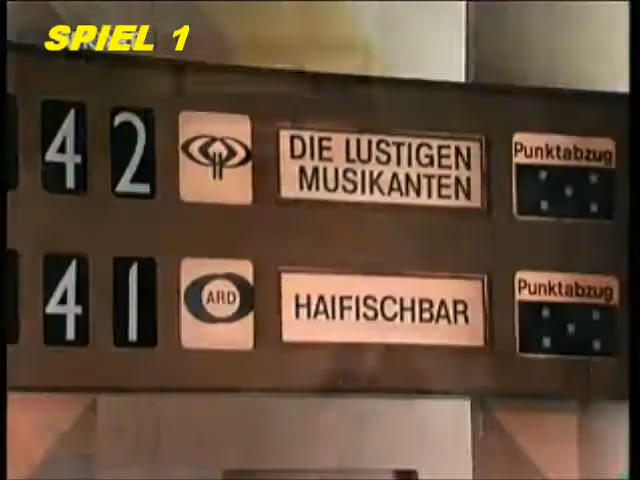 SPIEL 1
42 DIE LUSTIGEN MUSIKANTEN Punktabzug
41 ARD HAIFISCHBAR Punktabzug